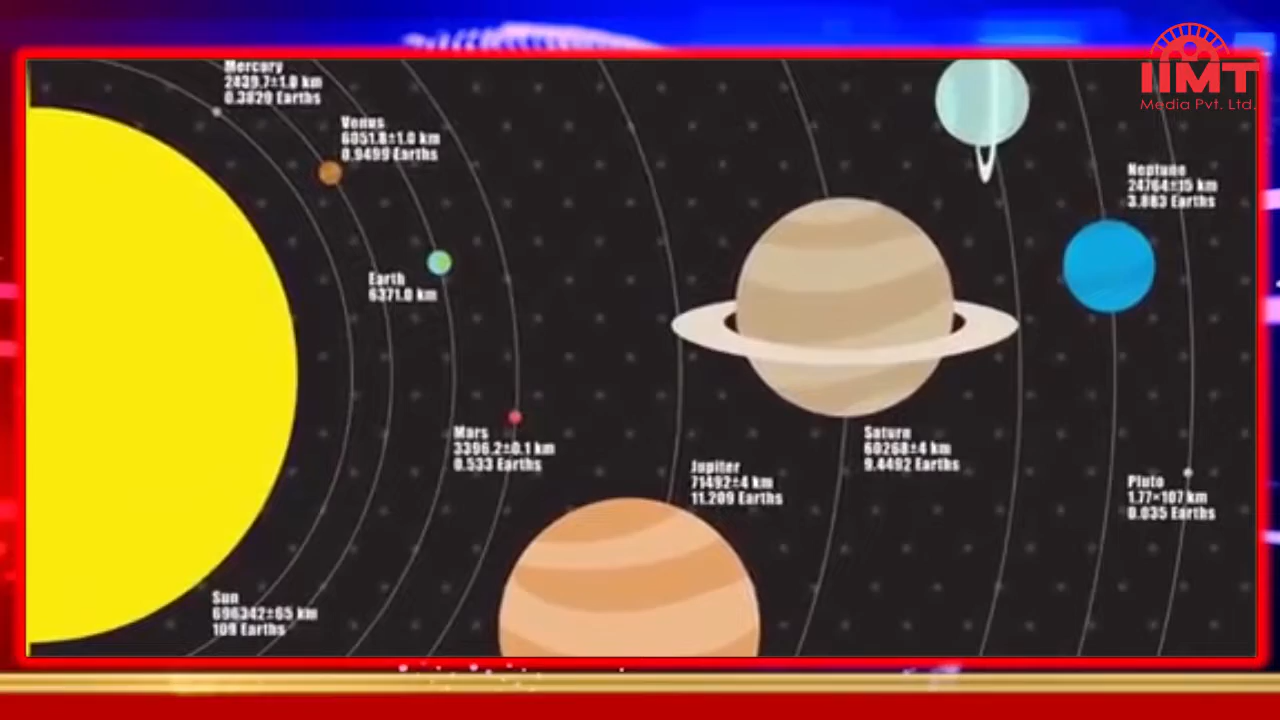 IIMT
Media Pvt. Ltd.
Mercury
2439.7±1.0 km
0.3829 Earths
Venus
6051.8±1.0 km
0.9499 Earths
Earth
6371.0 km
Mars
3396.2±0.1 km
0.533 Earths
Jupiter
71492±4 km
11.209 Earths
Saturn
60268±4 km
9.4492 Earths
Neptune
24764±15 km
3.883 Earths
Pluto
1.77×107 km
0.035 Earths
Sun
696342±65 km
109 Earths